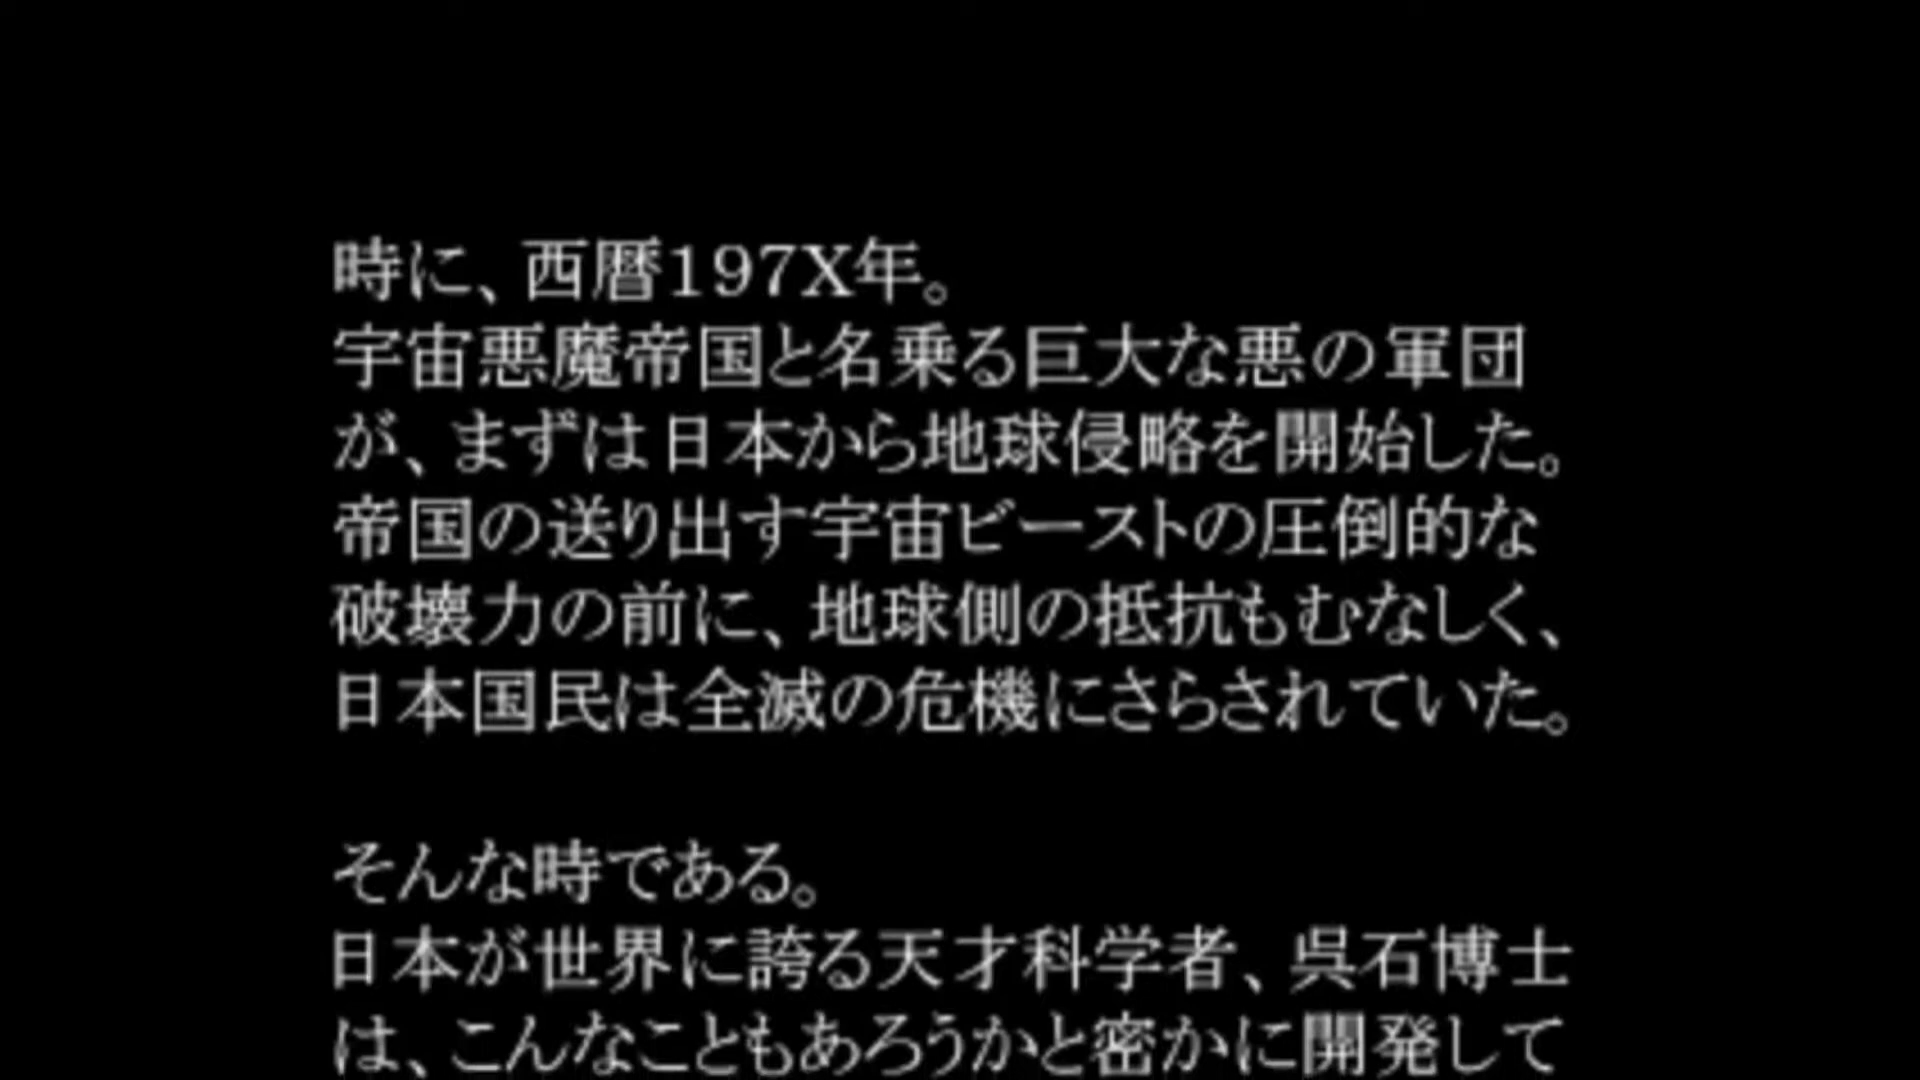 時に、西暦197X年。
宇宙悪魔帝国と名乗る巨大な悪の軍団
が、まずは日本から地球侵略を開始した。
帝国の送り出す宇宙ビーストの圧倒的な
破壊力の前に、地球側の抵抗もむなしく、
日本国民は全滅の危機にさらされていた。
そんな時である。
日本が世界に誇る天才科学者、呉石博士
は、こんなこともあろうかと密かに開発して